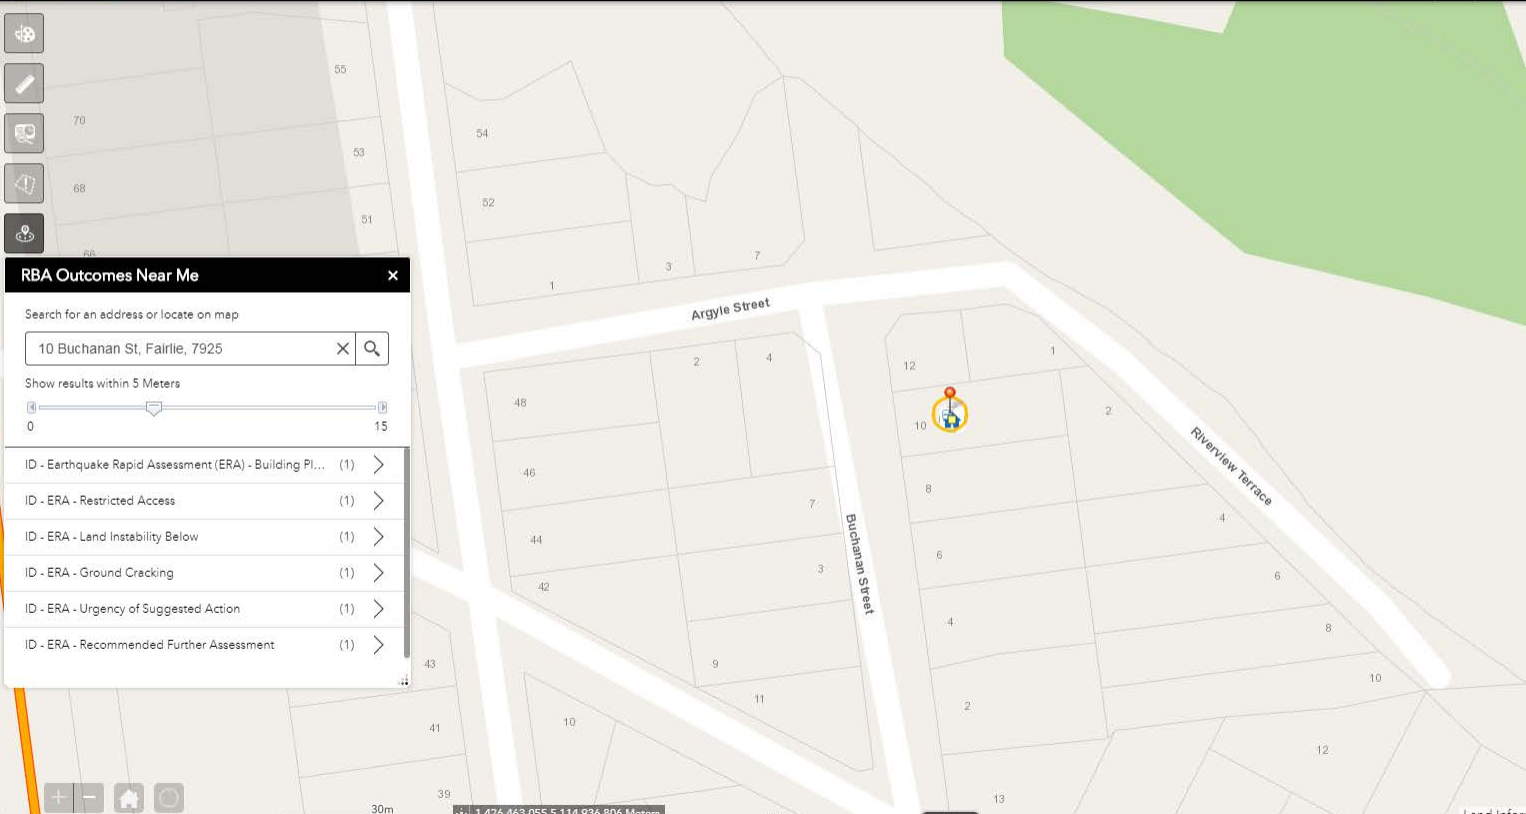 55
70
54
53
68
52
51
66
7
3
1
RBA Outcomes Near Me
Search for an address or locate on map
10 Buchanan St, Fairlie, 7925
Show results within 5 Meters
0
15
ID - Earthquake Rapid Assessment (ERA) - Building Pl... (1)
ID - ERA - Restricted Access (1)
ID - ERA - Land Instability Below (1)
ID - ERA - Ground Cracking (1)
ID - ERA - Urgency of Suggested Action (1)
ID - ERA - Recommended Further Assessment (1)
Argyle Street
2
4
12
1
48
10
2
Riverview Terrace
46
8
7
4
44
Buchanan Street
6
3
42
6
4
8
43
9
10
11
2
10
41
12
39
13
30m